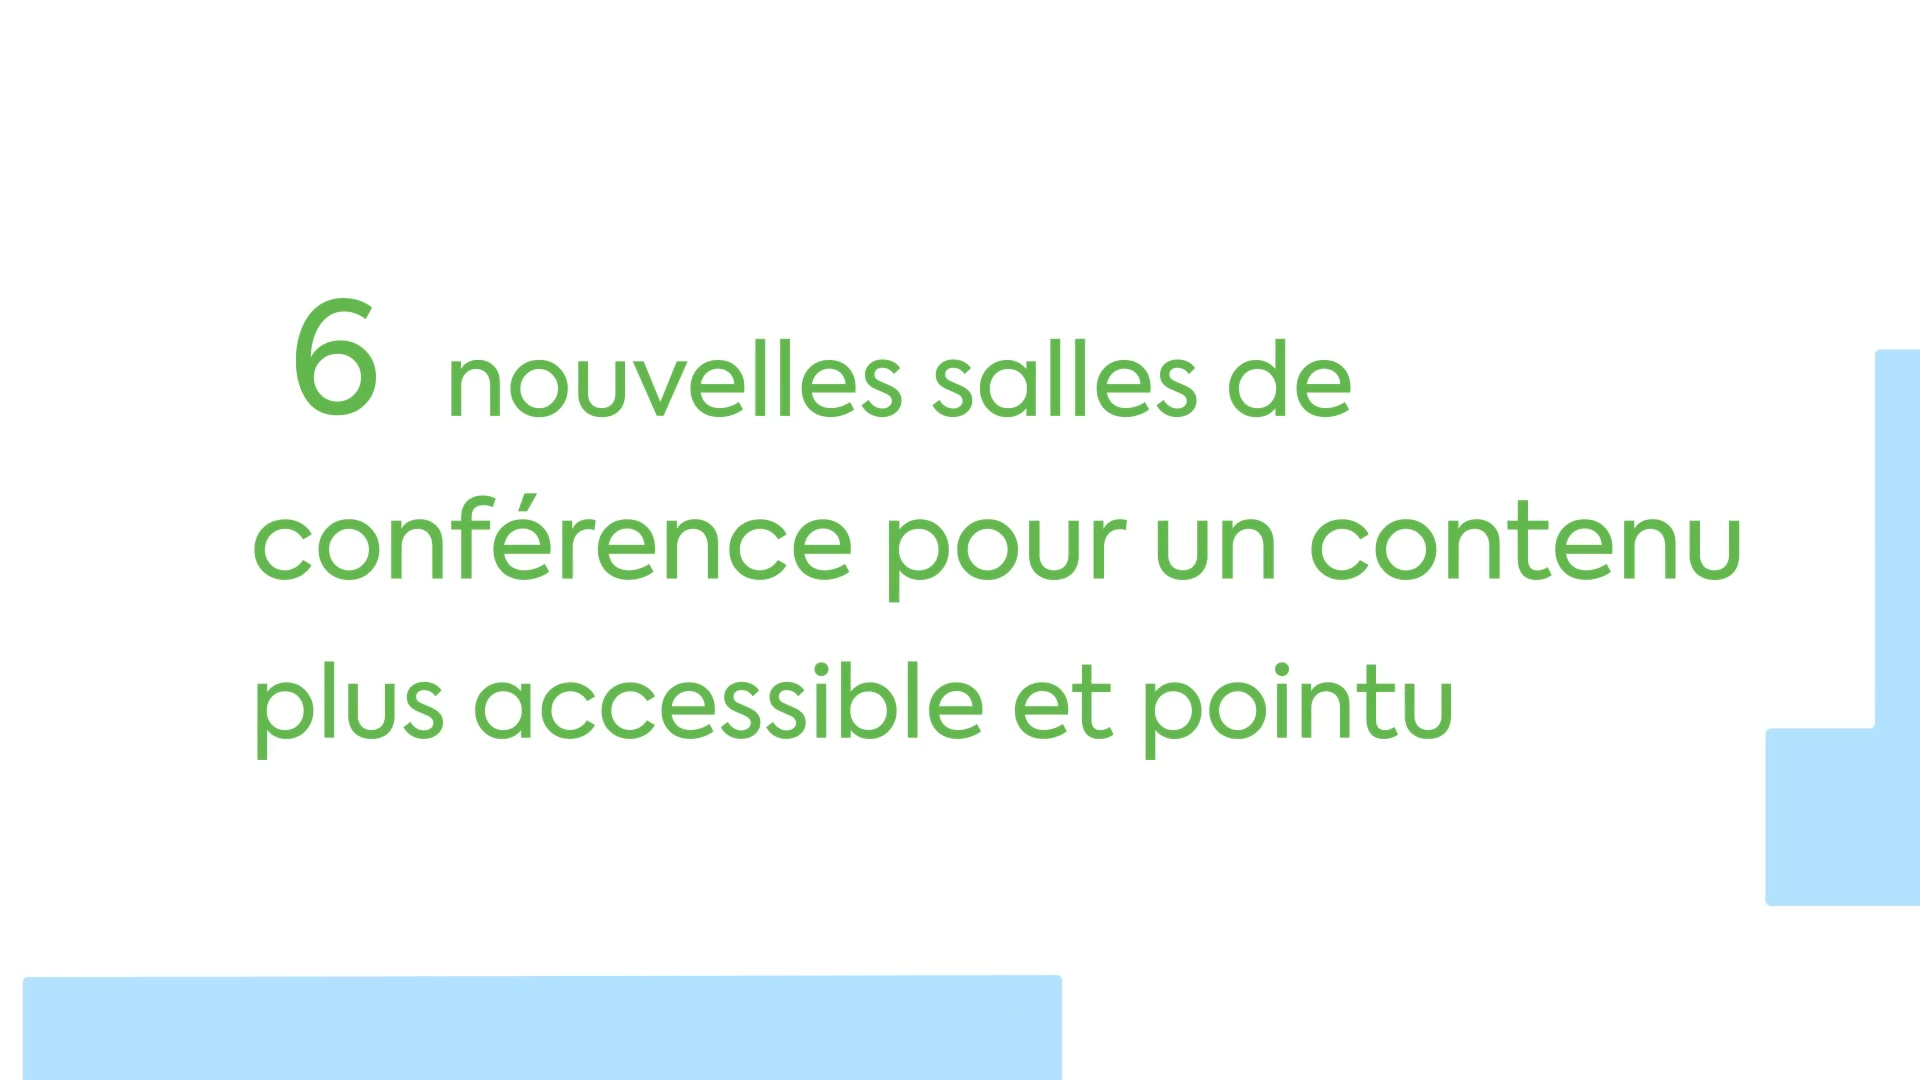 6 nouvelles salles de
conférence pour un contenu
plus accessible et pointu